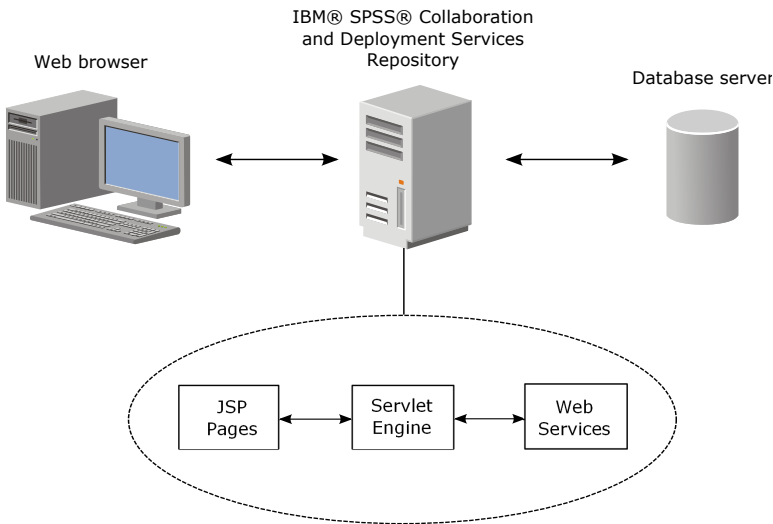 IBM® SPSS® Collaboration
and Deployment Services
Repository
Web browser
Database server
JSP
Pages
Servlet
Engine
Web
Services